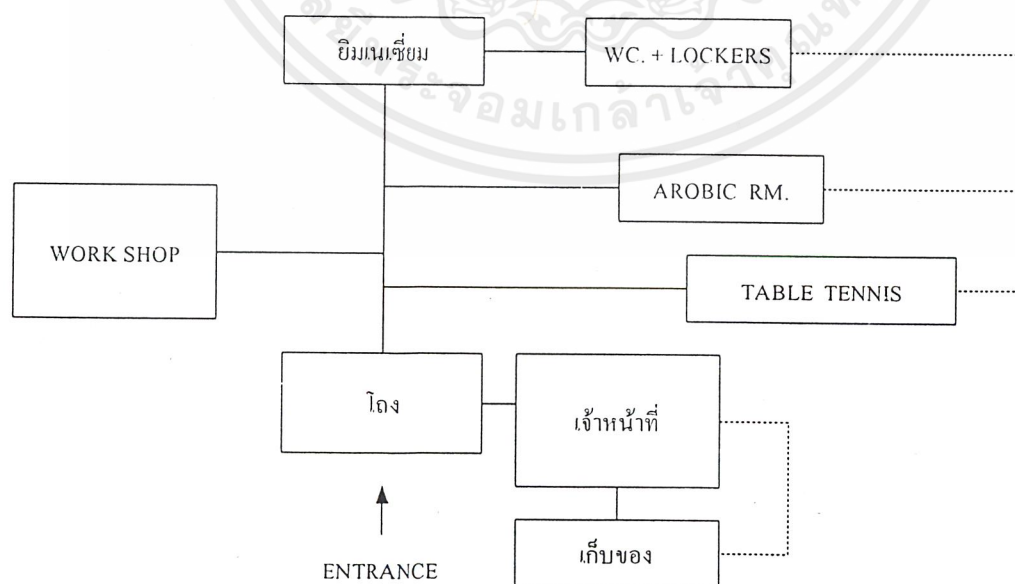 ยิมเนเซี่ยม
WC. + LOCKERS
AROBIC RM.
WORK SHOP
TABLE TENNIS
โถง
เจ้าหน้าที่
เก็บของ
ENTRANCE